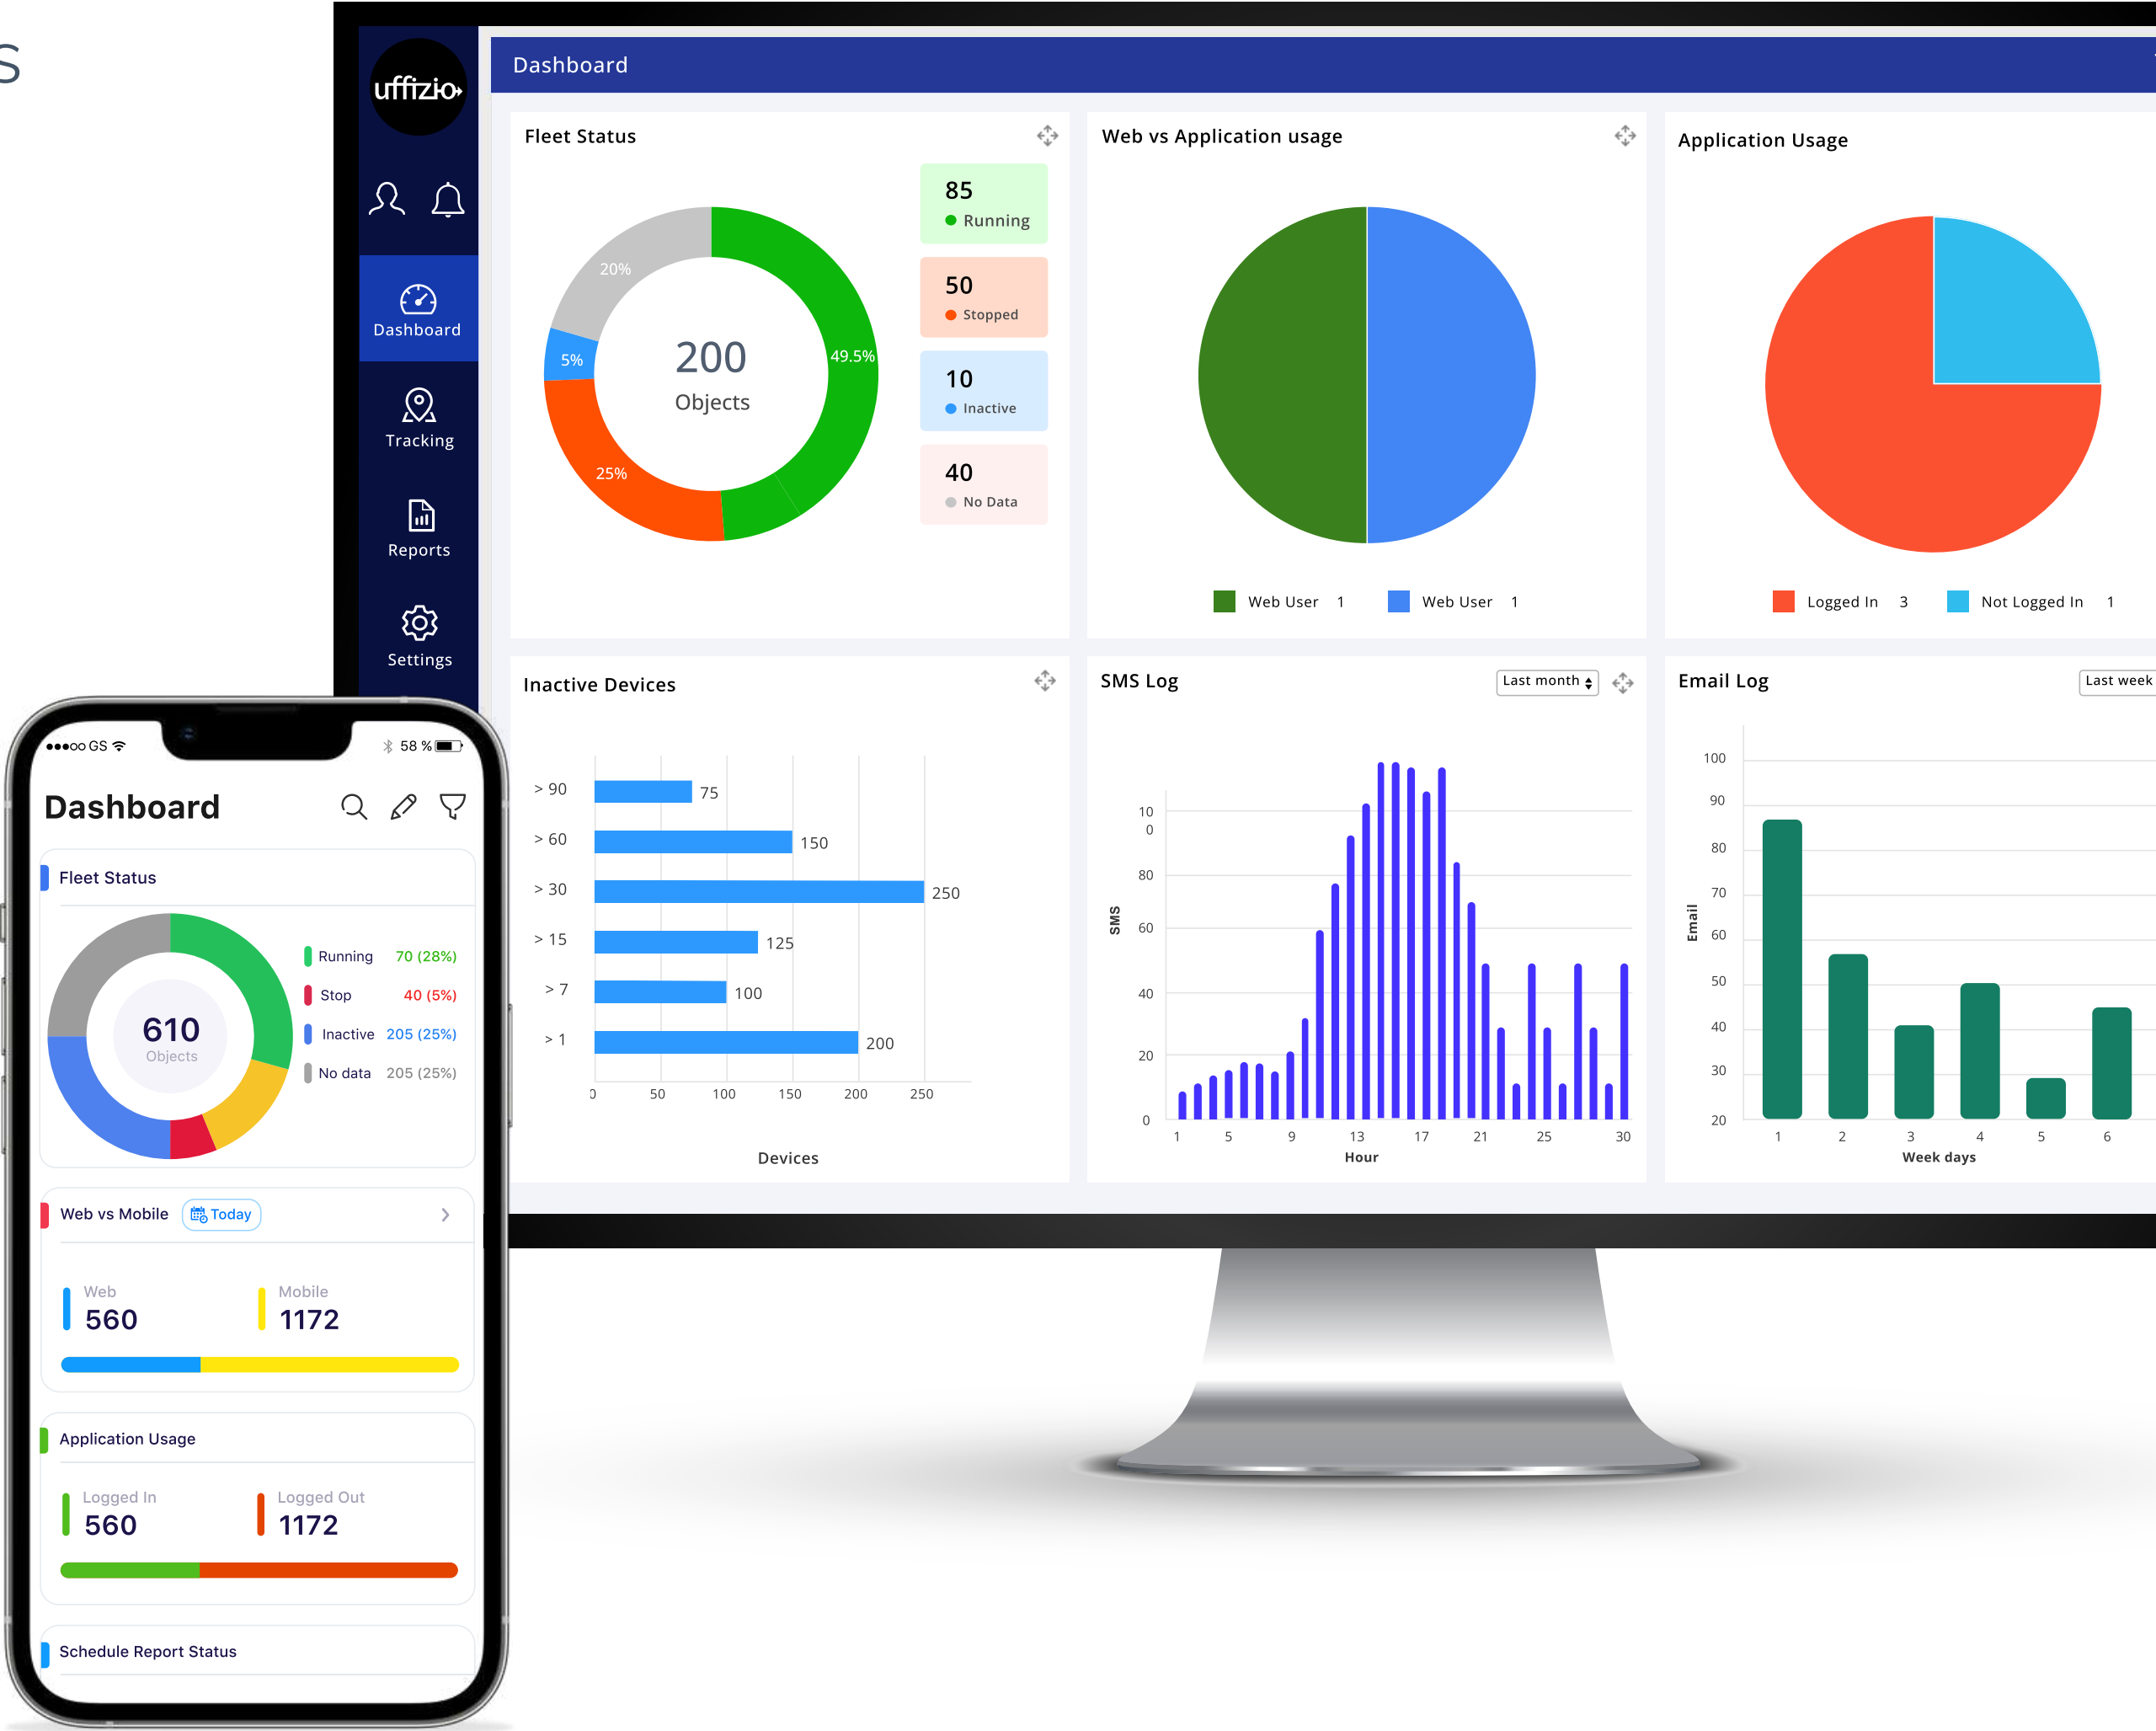 s
uffizio
Dashboard
Dashboard
Tracking
Reports
Settings
Fleet Status
85
Running
50
Stopped
10
Inactive
40
No Data
20%
5%
49.5%
25%
200
Objects
Web vs Application usage
Web User 1
Web User 1
Application Usage
Logged In 3
Not Logged In 1
Inactive Devices
> 90
75
> 60
150
> 30
250
> 15
125
> 7
100
> 1
200
0 50 100 150 200 250
Devices
SMS Log
Last month
SMS
10
0
80
60
40
20
0
1 5 9 13 17 21 25 30
Hour
Email Log
Last week
Email
100
90
80
70
60
50
40
30
20
1 2 3 4 5 6
Week days
GS
58 %
Dashboard
Fleet Status
610
Objects
Running 70 (28%)
Stop 40 (5%)
Inactive 205 (25%)
No data 205 (25%)
Web vs Mobile
Today
Web
560
Mobile
1172
Application Usage
Logged In
560
Logged Out
1172
Schedule Report Status